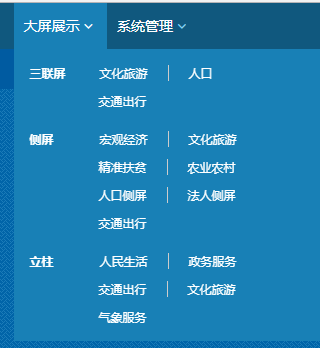 大屏展示 系统管理
三联屏 文化旅游 人口
交通出行
侧屏 宏观经济 文化旅游
精准扶贫 农业农村
人口侧屏 法人侧屏
交通出行
立柱 人民生活 政务服务
交通出行 文化旅游
气象服务